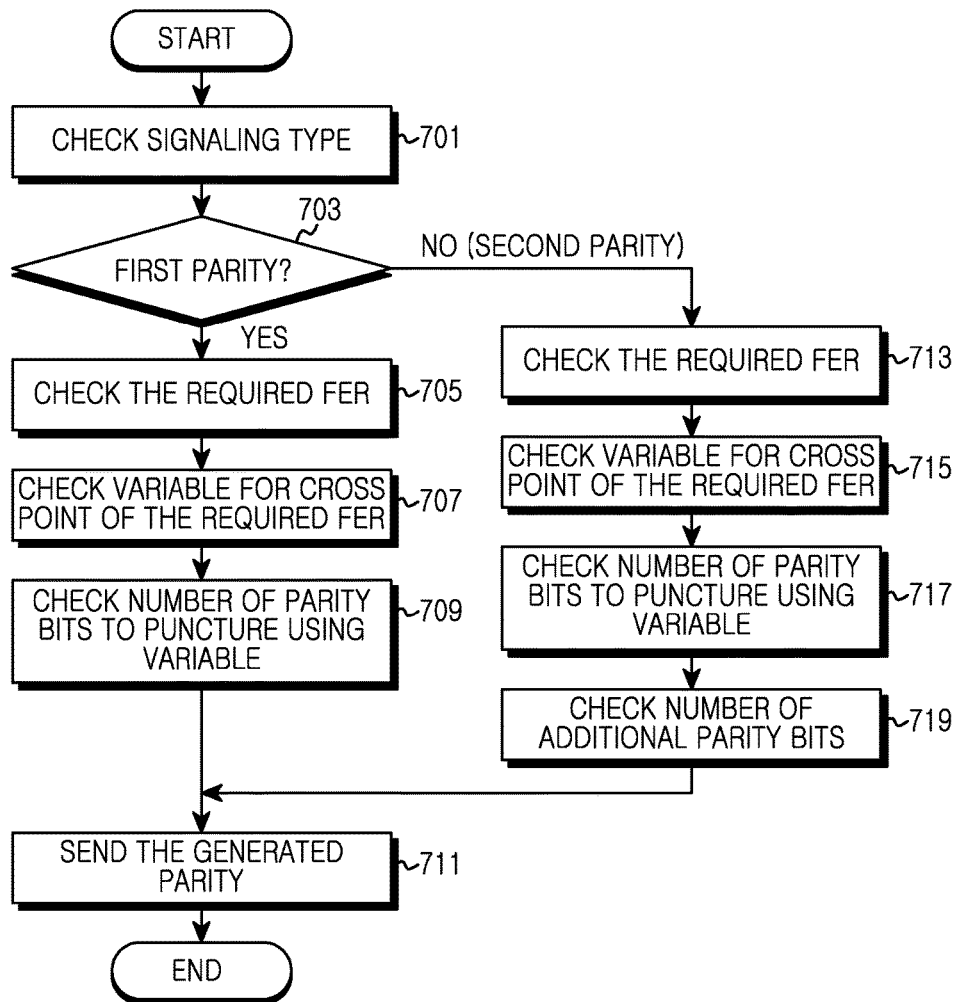 START
CHECK SIGNALING TYPE
701
703
FIRST PARITY?
NO (SECOND PARITY)
YES
CHECK THE REQUIRED FER
705
CHECK VARIABLE FOR CROSS
POINT OF THE REQUIRED FER
707
CHECK NUMBER OF PARITY
BITS TO PUNCTURE USING
VARIABLE
709
CHECK THE REQUIRED FER
713
CHECK VARIABLE FOR CROSS
POINT OF THE REQUIRED FER
715
CHECK NUMBER OF PARITY
BITS TO PUNCTURE USING
VARIABLE
717
CHECK NUMBER OF
ADDITIONAL PARITY BITS
719
SEND THE GENERATED
PARITY
711
END